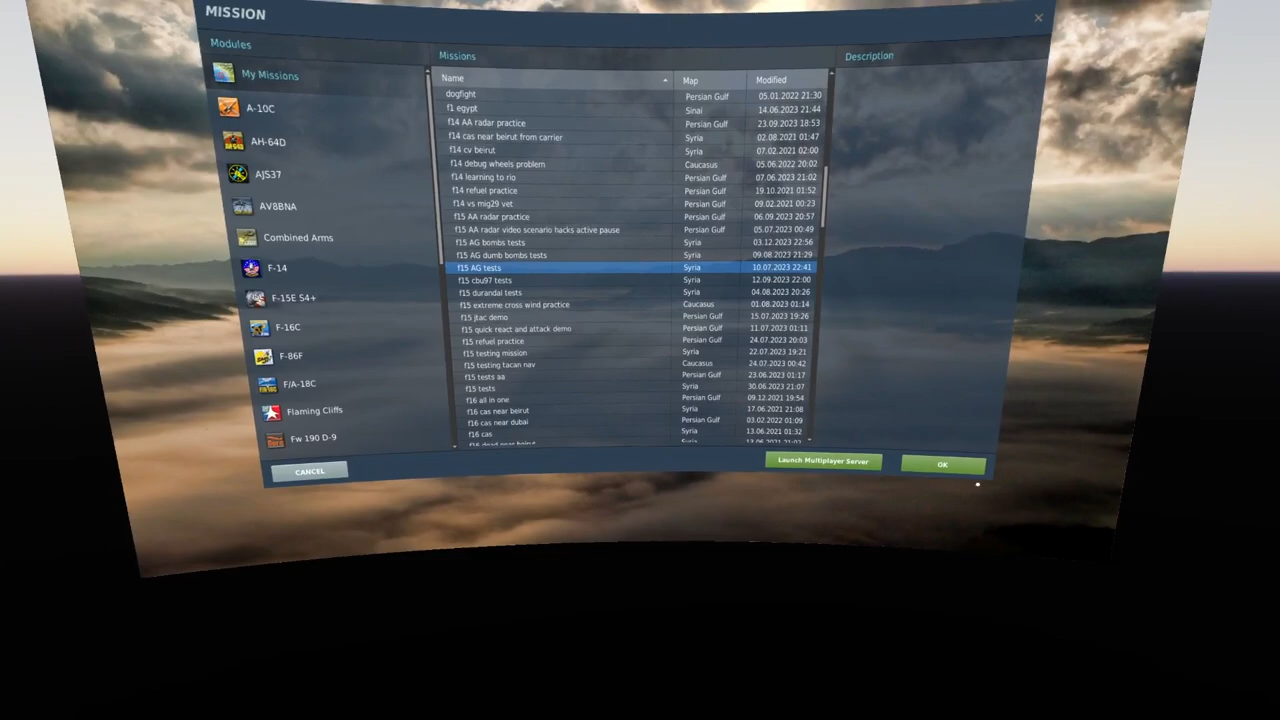 MISSION
Modules
Missions
Description
My Missions
A-10C
AH-64D
AJS37
AV8BNA
Combined Arms
F-14
F-15E S4+
F-16C
F-86F
F/A-18C
Flaming Cliffs
Fw 190 D-9
Name Map Modified
dogfight Persian Gulf 05.01.2022 21:30
f1 egypt Sinai 14.06.2023 21:44
f14 AA radar practice Persian Gulf 23.09.2023 18:53
f14 cas near beirut from carrier Syria 02.08.2021 01:47
f14 cv beirut Syria 07.02.2021 02:00
f14 debug wheels problem Caucasus 05.06.2022 20:02
f14 learning to rio Persian Gulf 07.06.2023 21:02
f14 refuel practice Persian Gulf 19.10.2021 01:52
f14 vs mig29 vet Persian Gulf 09.02.2021 00:23
f15 AA radar practice Persian Gulf 06.09.2023 20:57
f15 AA radar video scenario hacks active pause Persian Gulf 05.07.2023 00:49
f15 AG bombs tests Syria 03.12.2023 22:56
f15 AG dumb bombs tests Syria 09.08.2023 21:29
f15 AG tests Syria 10.07.2023 22:41
f15 cbu97 tests Syria 12.09.2023 22:00
f15 durandal tests Syria 04.08.2023 20:26
f15 extreme cross wind practice Caucasus 01.08.2023 01:14
f15 jtac demo Persian Gulf 15.07.2023 19:26
f15 quick react and attack demo Persian Gulf 11.07.2023 01:11
f15 refuel practice Persian Gulf 24.07.2023 20:03
f15 testing mission Syria 22.07.2023 19:21
f15 testing tacan nav Caucasus 24.07.2023 00:42
f15 tests aa Persian Gulf 23.06.2023 01:17
f15 tests Syria 30.06.2023 21:07
f16 all in one Persian Gulf 09.12.2021 19:54
f16 cas near beirut Syria 17.06.2021 21:08
f16 cas near dubai Persian Gulf 03.02.2022 01:09
f16 cas Syria 13.06.2021 01:32
f16 dead near beirut Syria 13.06.2021 21:02
CANCEL
Launch Multiplayer Server
OK